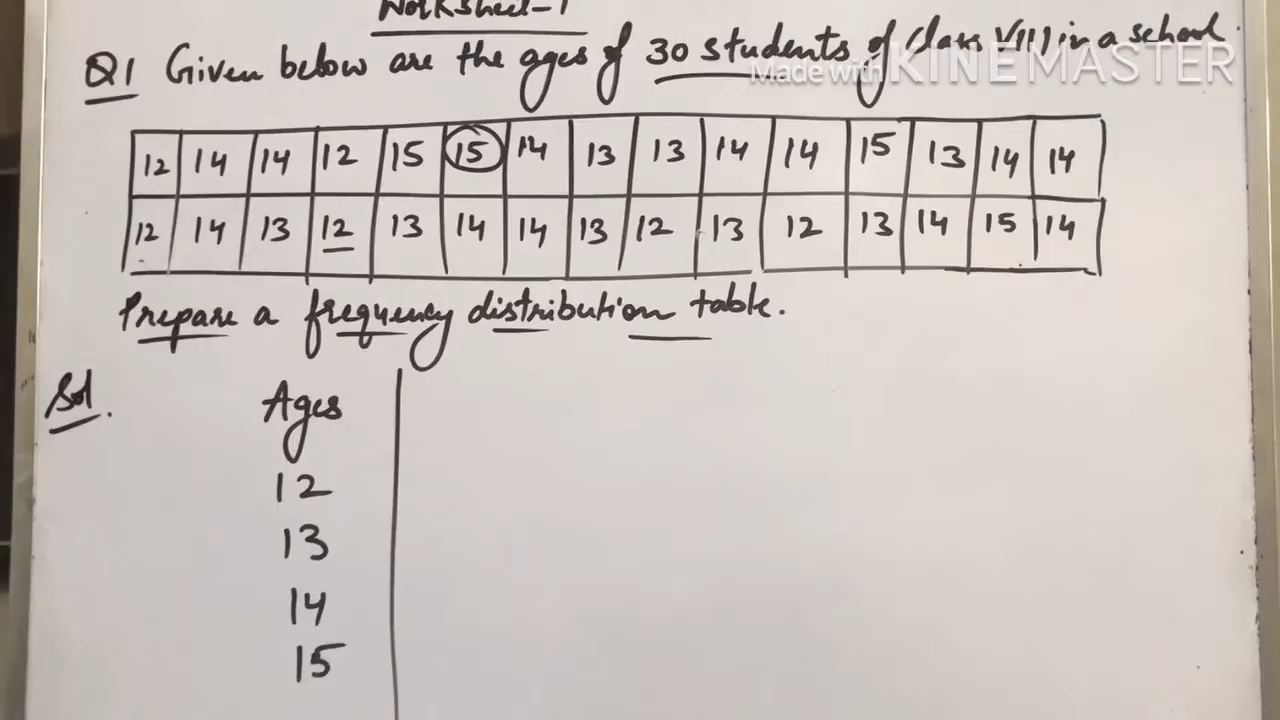 Worksheet-1
Q1 Given below are the ages of 30 students of class VIII in a school.
Made with KINEMASTER
12 14 14 12 15 15 14 13 13 14 14 15 13 14 14
12 14 13 12 13 14 14 13 12 13 12 13 14 15 14
Prepare a frequency distribution table.
Sol.
Ages
12
13
14
15